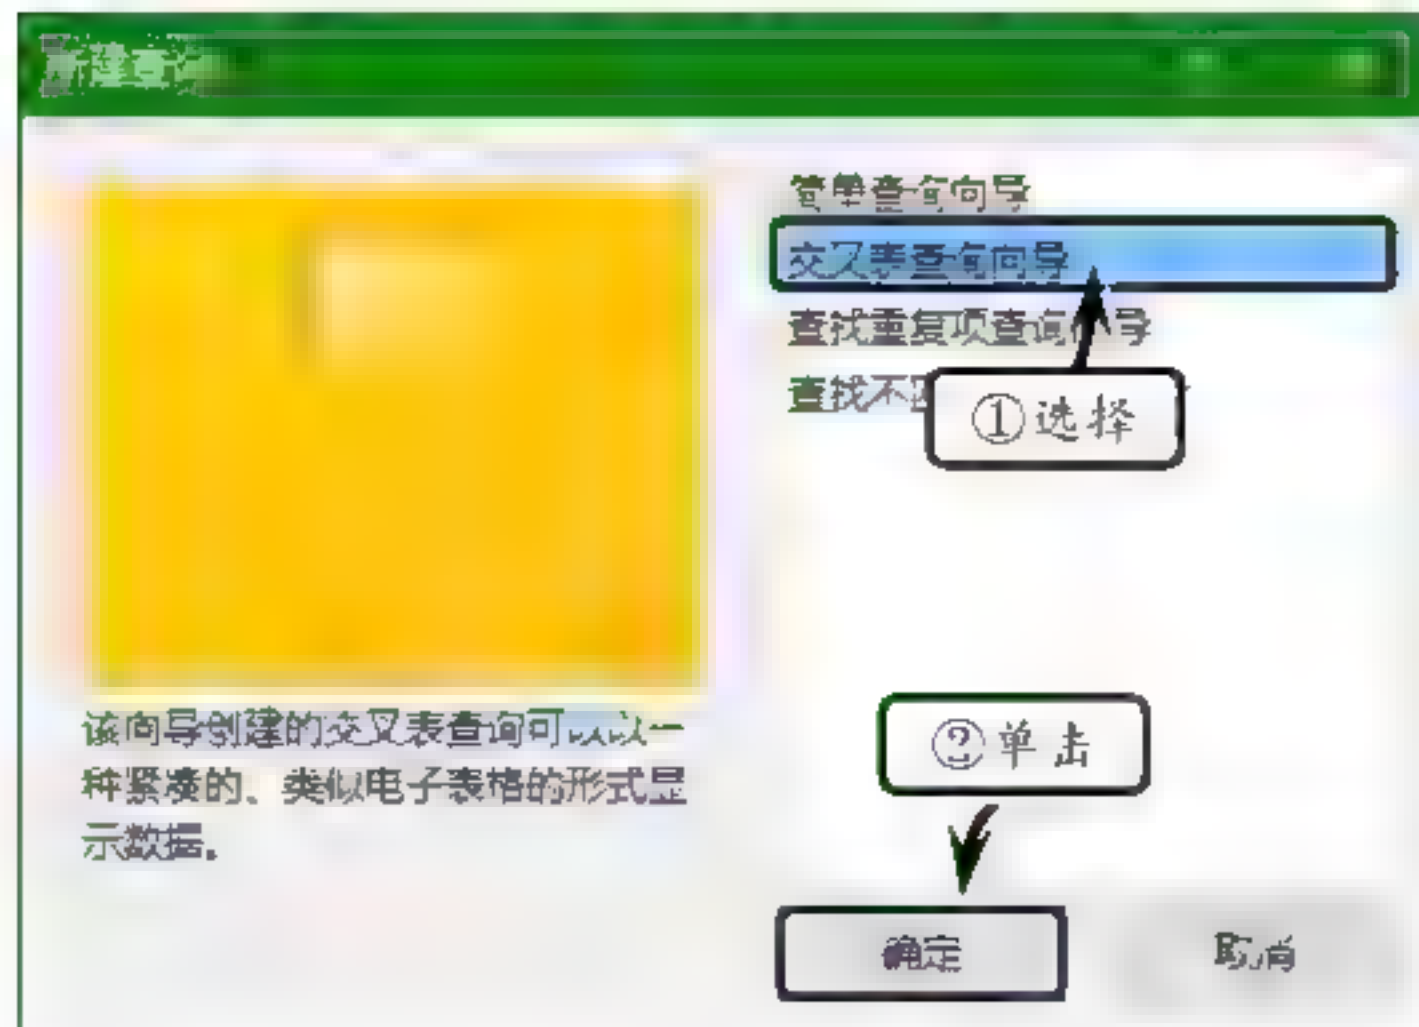 新建查询
简单查询向导
交叉表查询向导
查找重复项查询向导
查找不匹
①选择
该向导创建的交叉表查询可以以一
种紧凑的、类似电子表格的形式显
示数据。
②单击
确定
取消